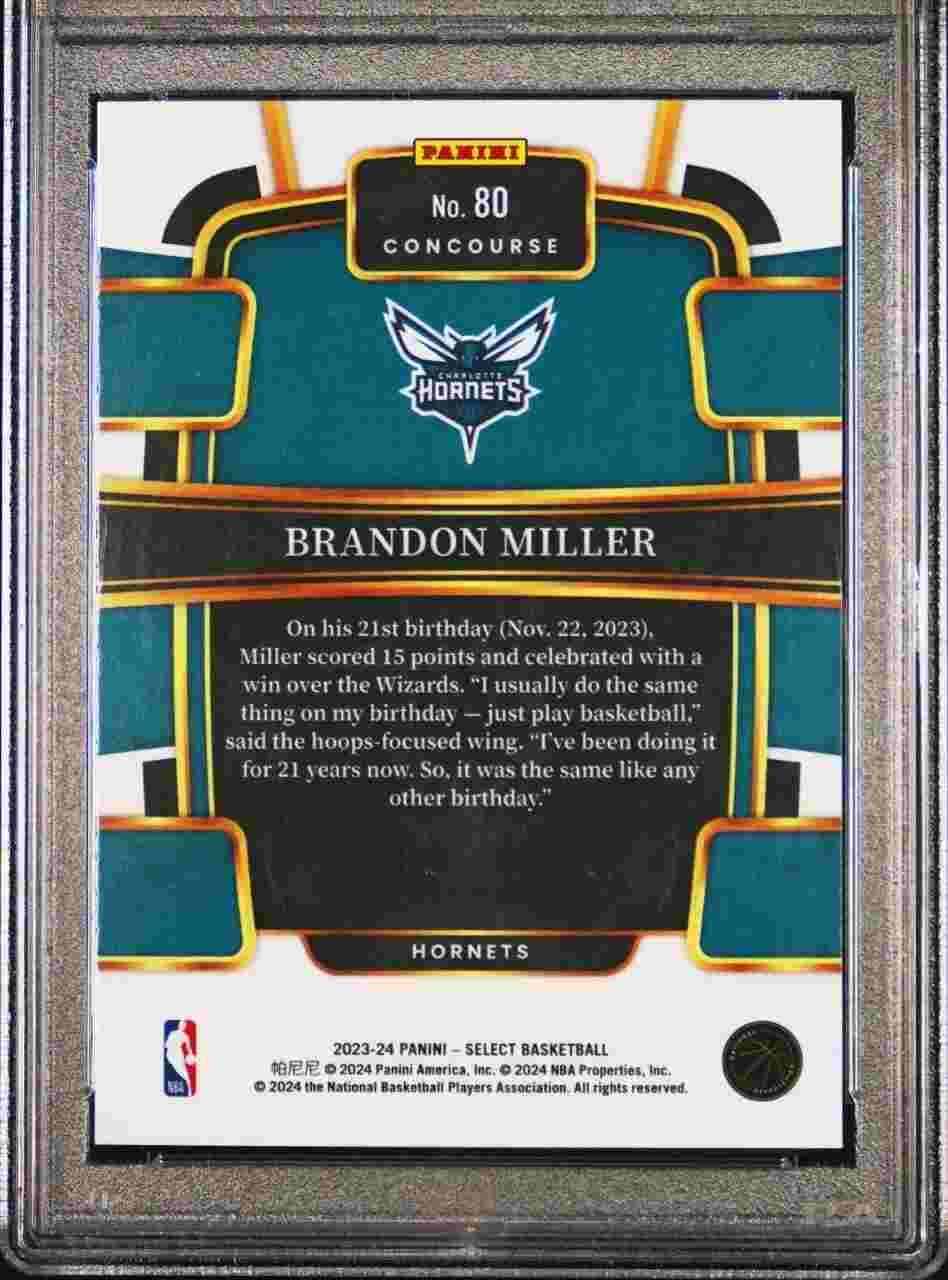 PANINI
No. 80
CONCOURSE
CHARLOTTE
HORNETS
BRANDON MILLER
On his 21st birthday (Nov. 22, 2023),
Miller scored 15 points and celebrated with a
win over the Wizards. “I usually do the same
thing on my birthday — just play basketball,”
said the hoops-focused wing. “I’ve been doing it
for 21 years now. So, it was the same like any
other birthday.”
HORNETS
NBA
2023-24 PANINI – SELECT BASKETBALL
帕尼尼 © 2024 Panini America, Inc. © 2024 NBA Properties, Inc.
© 2024 the National Basketball Players Association. All rights reserved.